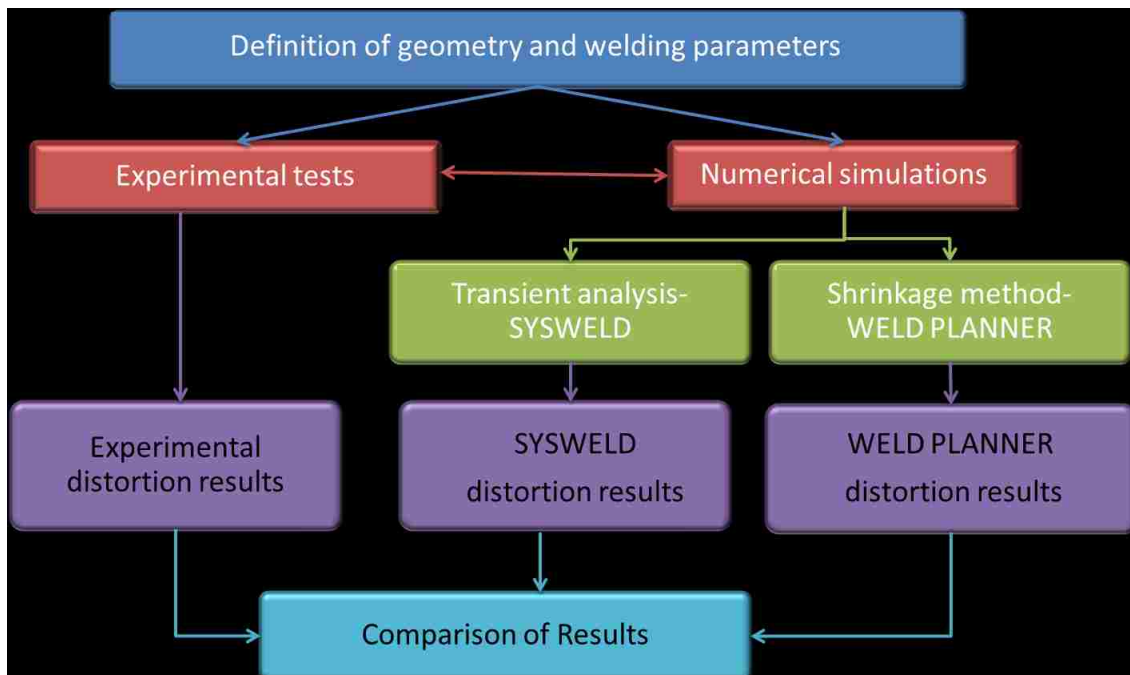 Definition of geometry and welding parameters
Experimental tests
Numerical simulations
Transient analysis-
SYSWELD
Shrinkage method-
WELD PLANNER
Experimental
distortion results
SYSWELD
distortion results
WELD PLANNER
distortion results
Comparison of Results